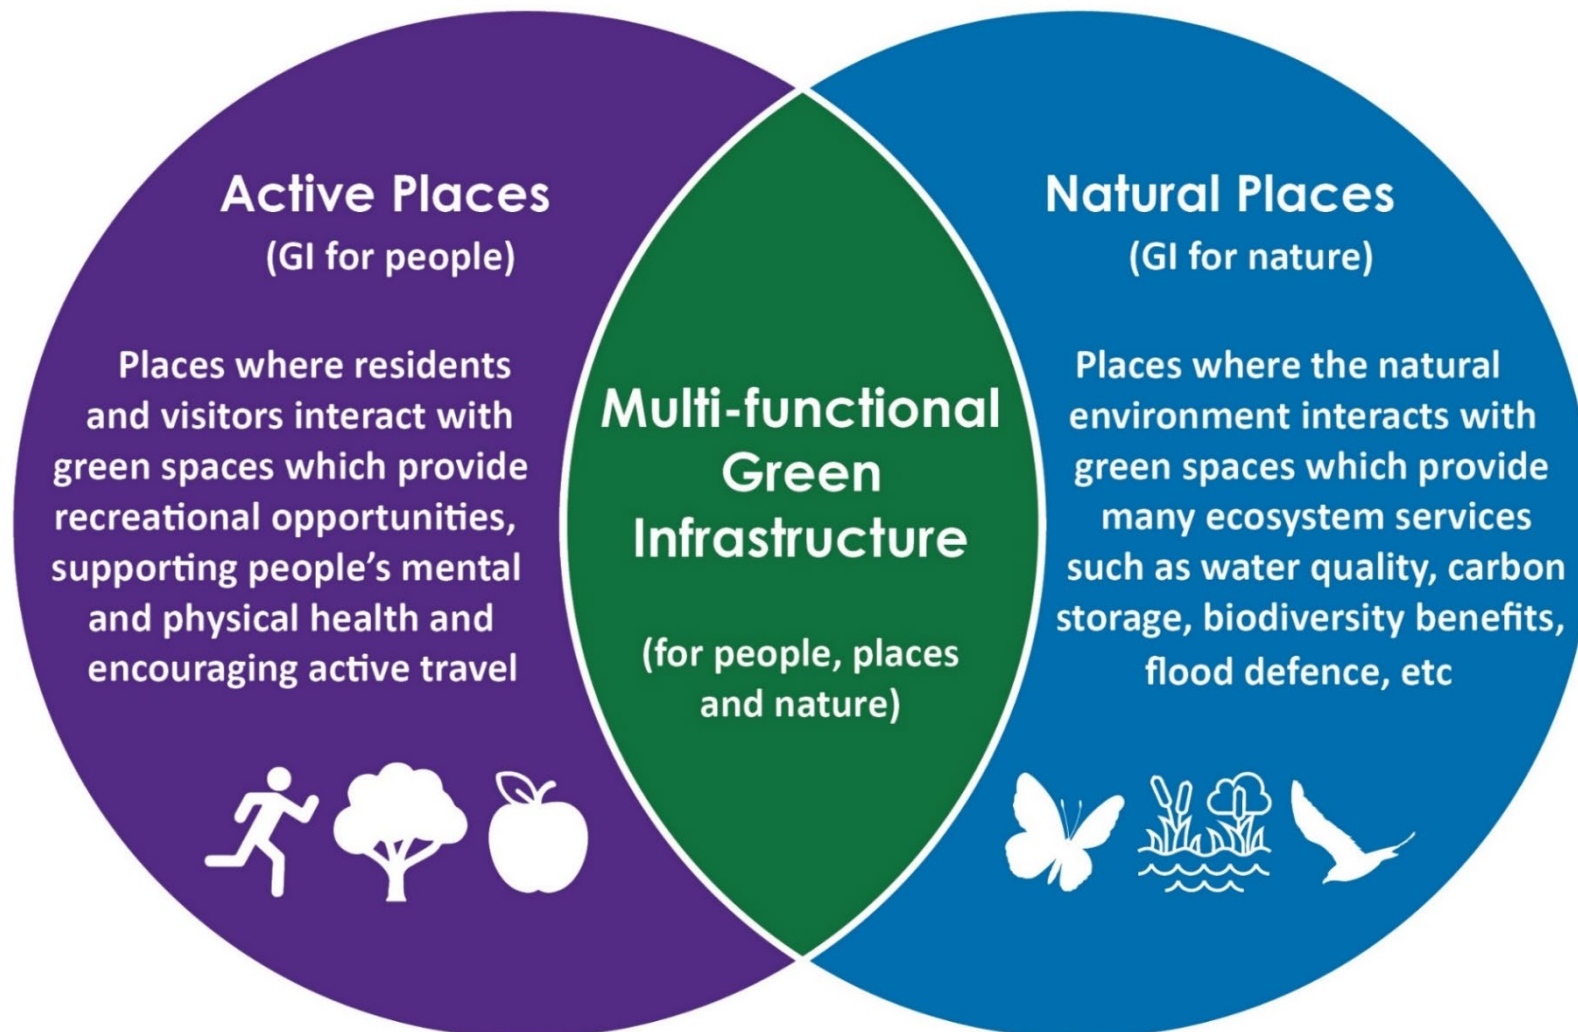 Active Places
(GI for people)
Places where residents
and visitors interact with
green spaces which provide
recreational opportunities,
supporting people’s mental
and physical health and
encouraging active travel
Multi-functional
Green
Infrastructure
(for people, places
and nature)
Natural Places
(GI for nature)
Places where the natural
environment interacts with
green spaces which provide
many ecosystem services
such as water quality, carbon
storage, biodiversity benefits,
flood defence, etc